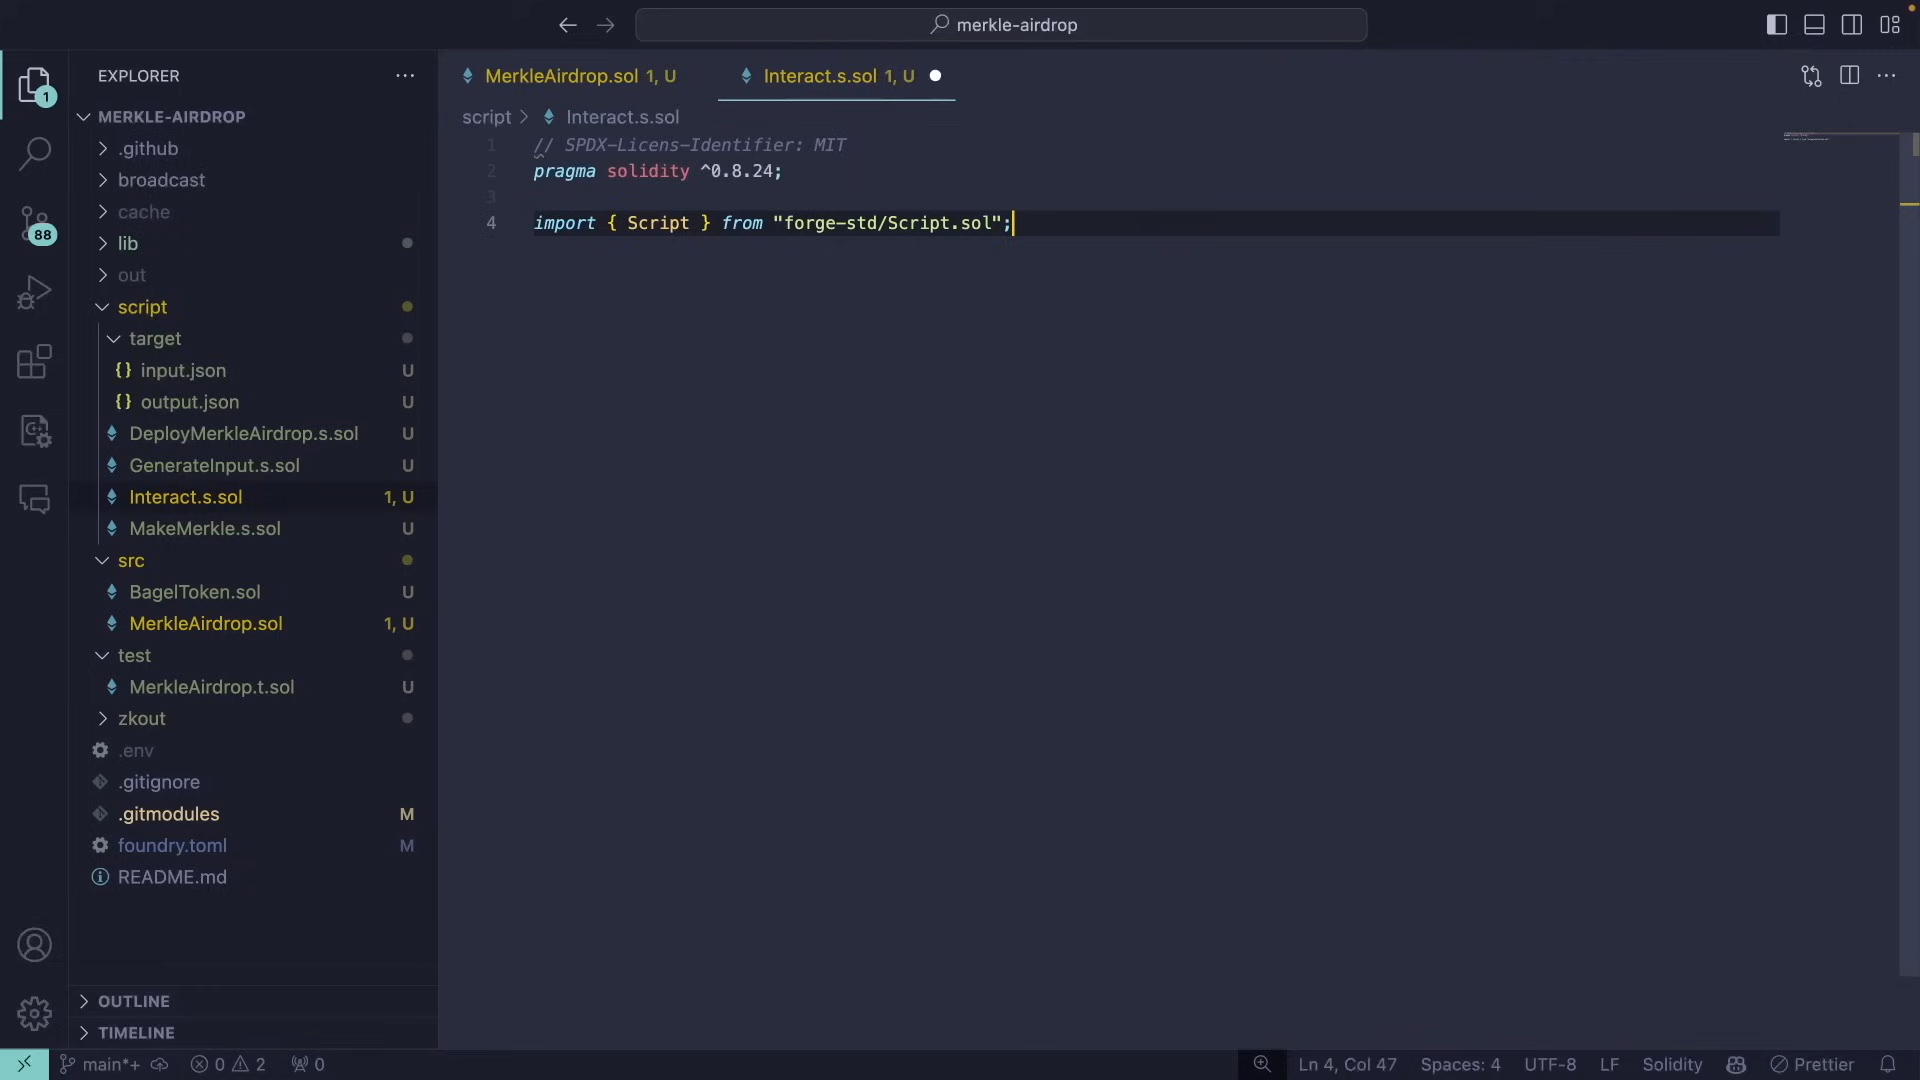 merkle-airdrop
EXPLORER
MERKLE-AIRDROP
.github
broadcast
cache
lib
out
script
target
{} input.json U
{} output.json U
DeployMerkleAirdrop.s.sol U
GenerateInput.s.sol U
Interact.s.sol 1, U
MakeMerkle.s.sol U
src
BagelToken.sol U
MerkleAirdrop.sol 1, U
test
MerkleAirdrop.t.sol U
zkout
.env
.gitignore
.gitmodules M
foundry.toml M
README.md
OUTLINE
TIMELINE
1
88
MerkleAirdrop.sol 1, U
Interact.s.sol 1, U
script > Interact.s.sol
1 // SPDX-Licens-Identifier: MIT
2 pragma solidity ^0.8.24;
3
4 import { Script } from "forge-std/Script.sol";
main*+ 0 2 0 Ln 4, Col 47 Spaces: 4 UTF-8 LF Solidity Prettier